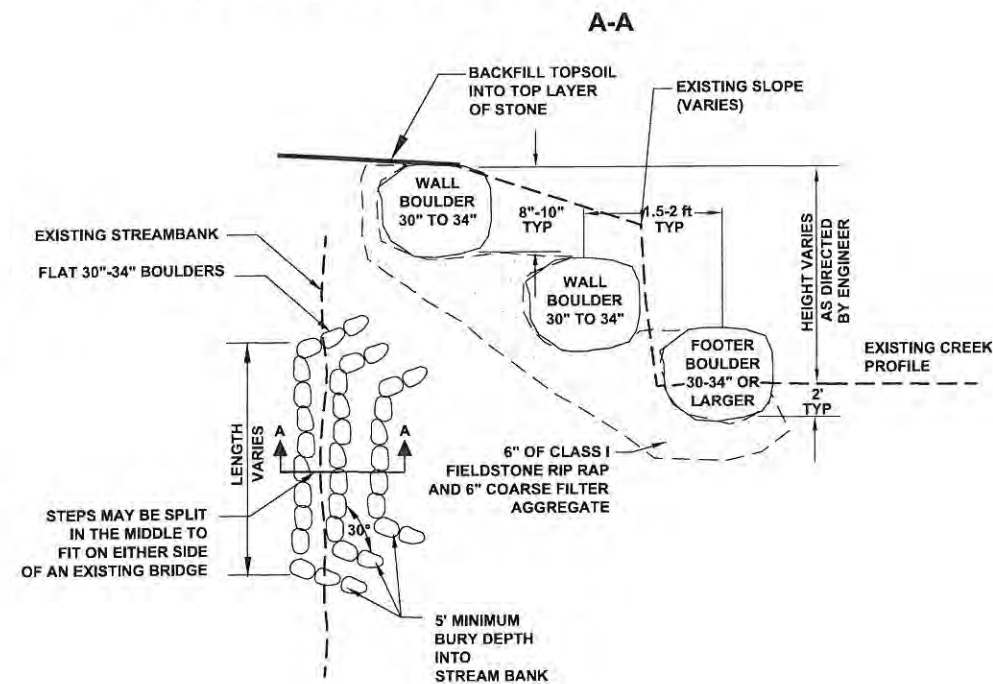 A-A
BACKFILL TOPSOIL
INTO TOP LAYER
OF STONE
EXISTING SLOPE
(VARIES)
WALL
BOULDER
30" TO 34"
8"-10"
TYP
1.5-2 ft
TYP
HEIGHT VARIES
AS DIRECTED
BY ENGINEER
EXISTING STREAMBANK
FLAT 30"-34" BOULDERS
WALL
BOULDER
30" TO 34"
FOOTER
BOULDER
30-34" OR
LARGER
EXISTING CREEK
PROFILE
2'
TYP
LENGTH
VARIES
A
A
6" OF CLASS I
FIELDSTONE RIP RAP
AND 6" COARSE FILTER
AGGREGATE
STEPS MAY BE SPLIT
IN THE MIDDLE TO
FIT ON EITHER SIDE
OF AN EXISTING BRIDGE
30°
5' MINIMUM
BURY DEPTH
INTO
STREAM BANK